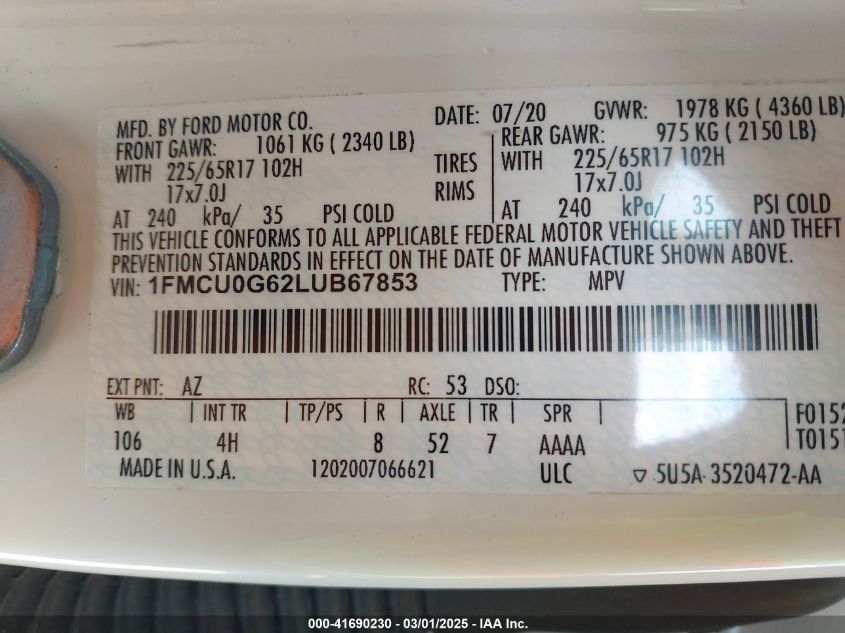 MFD. BY FORD MOTOR CO. DATE: 07/20 GVWR: 1978 KG ( 4360 LB)
FRONT GAWR: 1061 KG ( 2340 LB) REAR GAWR: 975 KG ( 2150 LB)
WITH 225/65R17 102H TIRES WITH 225/65R17 102H
17x7.0J RIMS 17x7.0J
AT 240 kPa/ 35 PSI COLD AT 240 kPa/ 35 PSI COLD
THIS VEHICLE CONFORMS TO ALL APPLICABLE FEDERAL MOTOR VEHICLE SAFETY AND THEFT
PREVENTION STANDARDS IN EFFECT ON THE DATE OF MANUFACTURE SHOWN ABOVE.
VIN: 1FMCU0G62LUB67853 TYPE: MPV
EXT PNT: AZ RC: 53 DSO:
WB | INT TR | TP/PS | R | AXLE | TR | SPR | F0152
106 4H 8 52 7 AAAA T0151
MADE IN U.S.A. 1202007066621 ULC ▽ 5U5A-3520472-AA
000-41690230 - 03/01/2025 - IAA Inc.